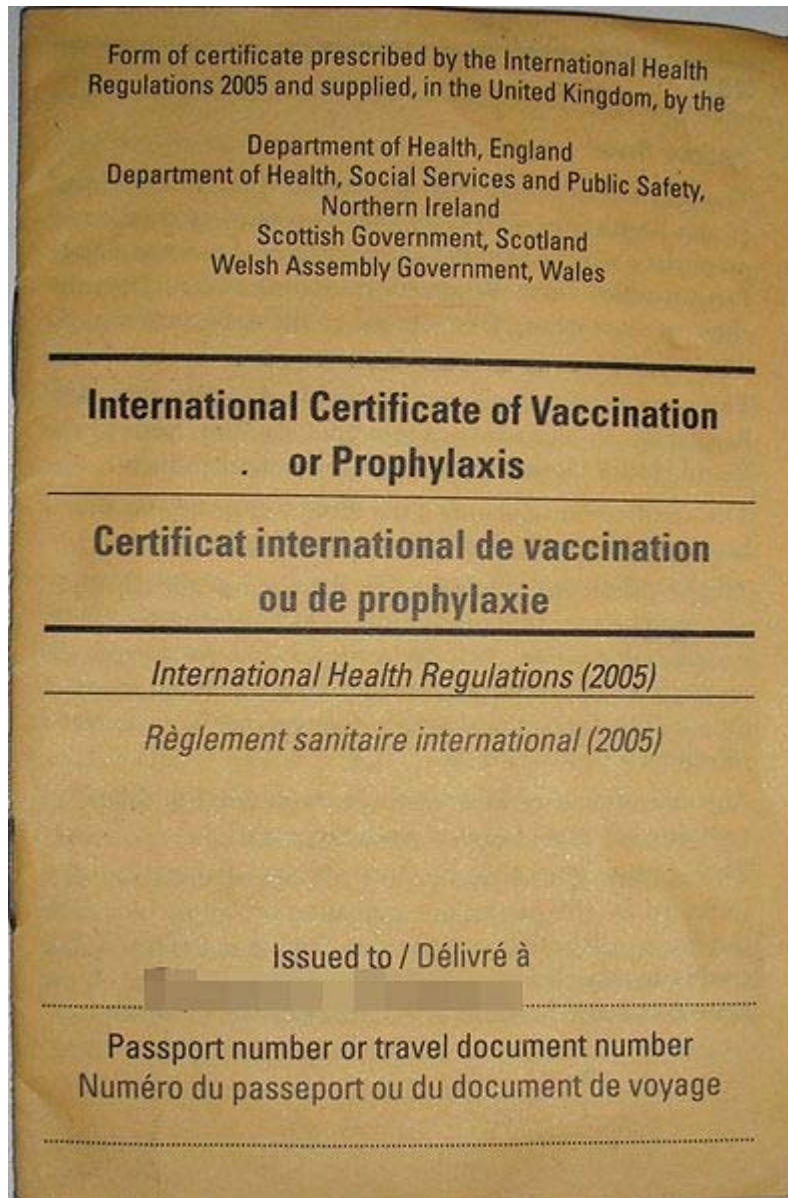 Form of certificate prescribed by the International Health
Regulations 2005 and supplied, in the United Kingdom, by the
Department of Health, England
Department of Health, Social Services and Public Safety,
Northern Ireland
Scottish Government, Scotland
Welsh Assembly Government, Wales
International Certificate of Vaccination
or Prophylaxis
Certificat international de vaccination
ou de prophylaxie
International Health Regulations (2005)
Règlement sanitaire international (2005)
Issued to / Délivré à
Passport number or travel document number
Numéro du passeport ou du document de voyage